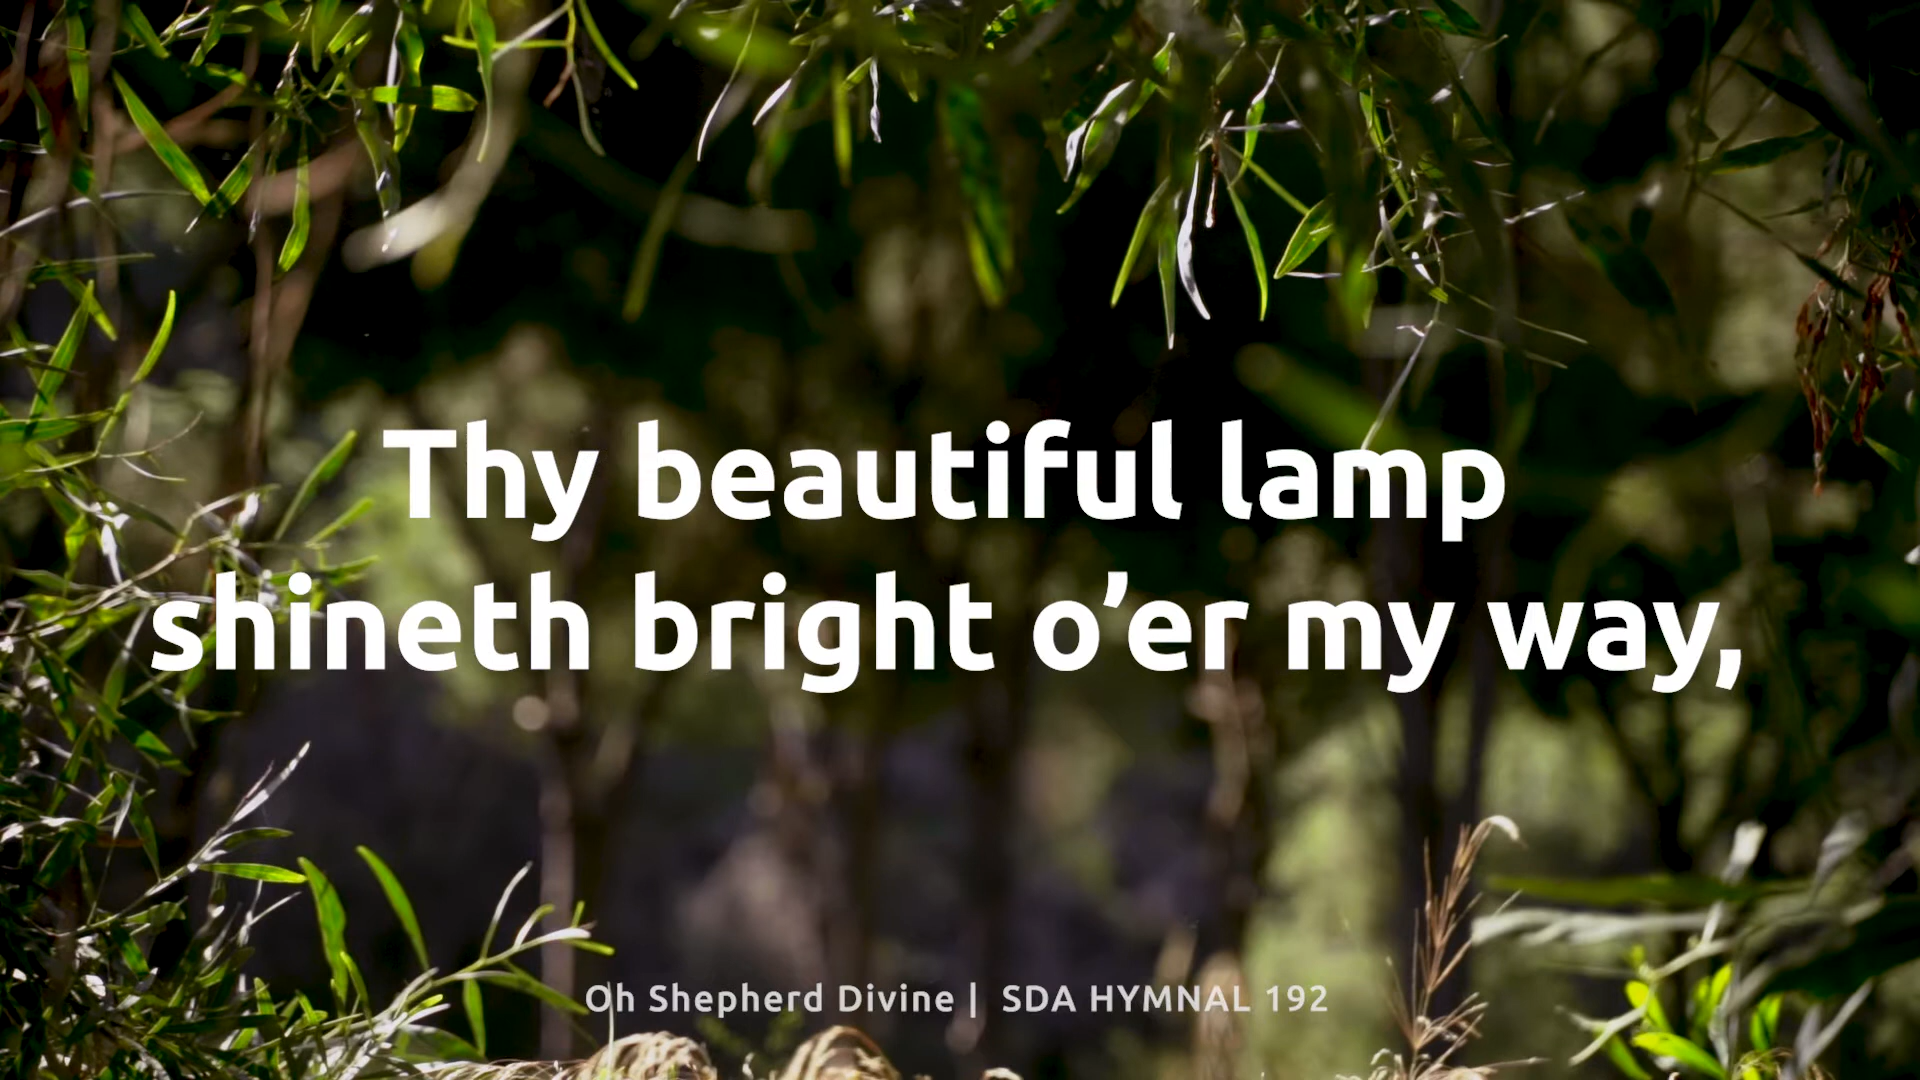 Thy beautiful lamp
shineth bright o’er my way,
Oh Shepherd Divine | SDA HYMNAL 192